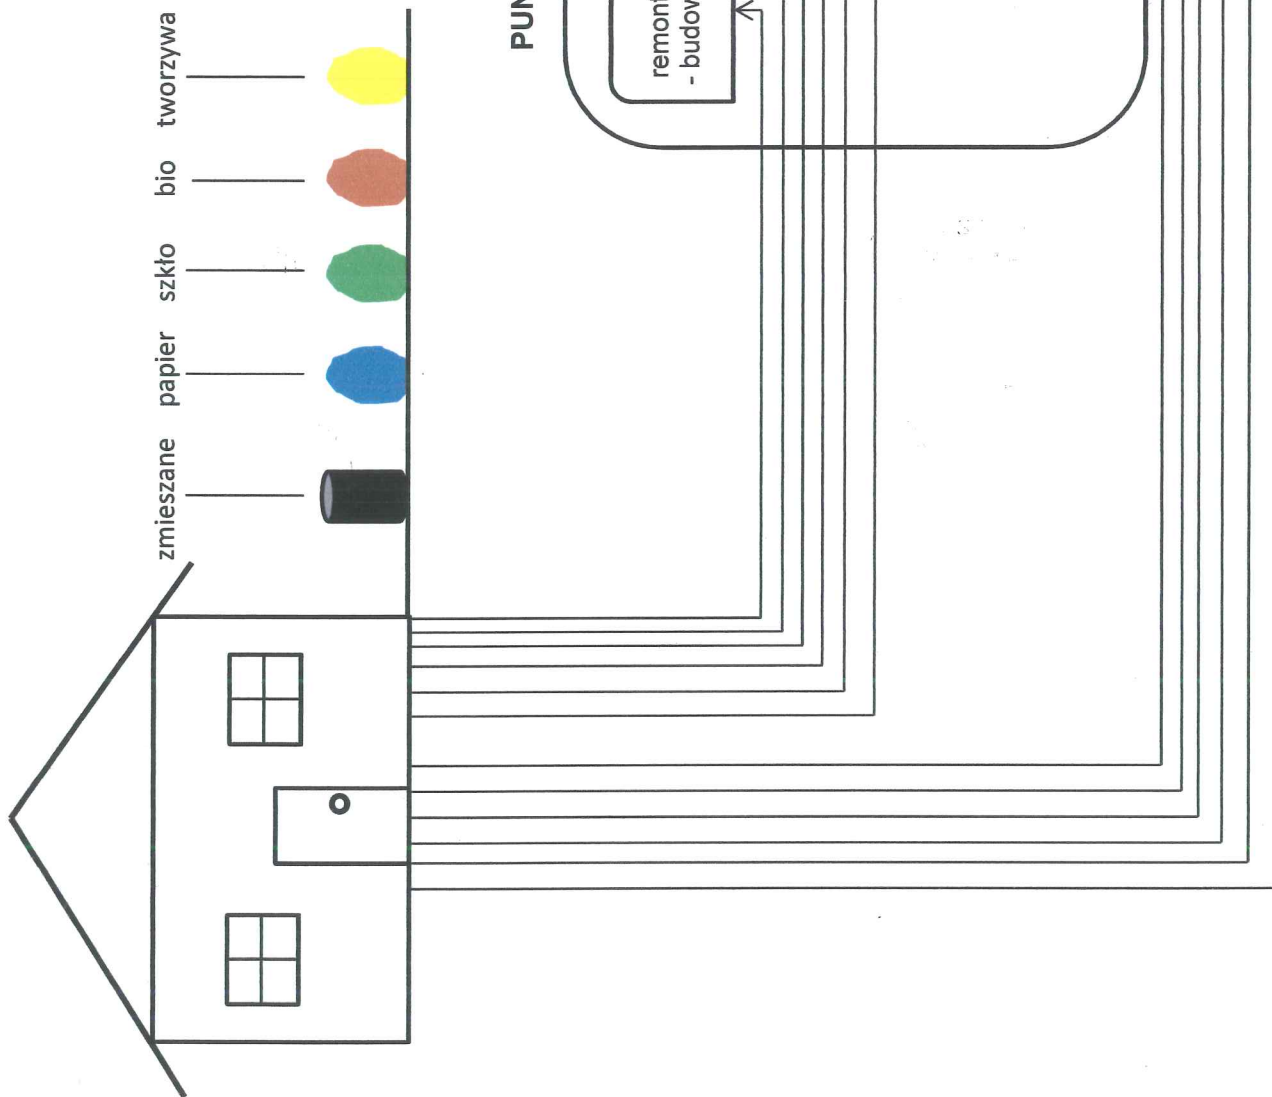 zmieszane
papier
szkło
bio
tworzywa
PUN
remont
- budow